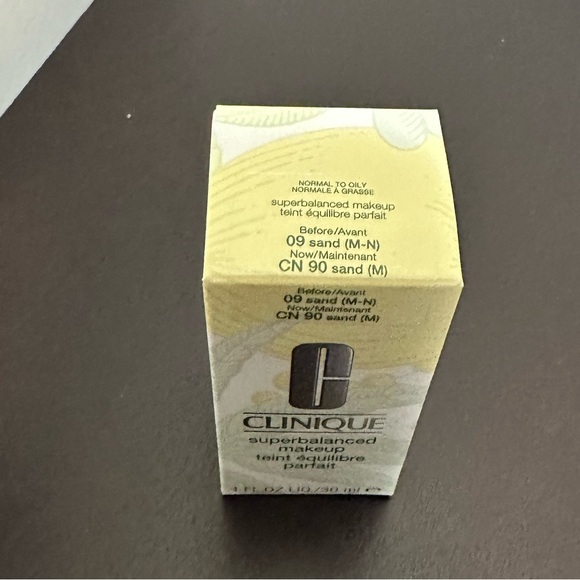 NORMAL TO OILY
NORMALE À GRASSE
superbalanced makeup
teint équilibre parfait
Before/Avant
09 sand (M-N)
Now/Maintenant
CN 90 sand (M)
Before/Avant
09 sand (M-N)
Now/Maintenant
CN 90 sand (M)
CLINIQUE
superbalanced
makeup
teint équilibre
parfait
1 FL OZ LIQ/30 ml e